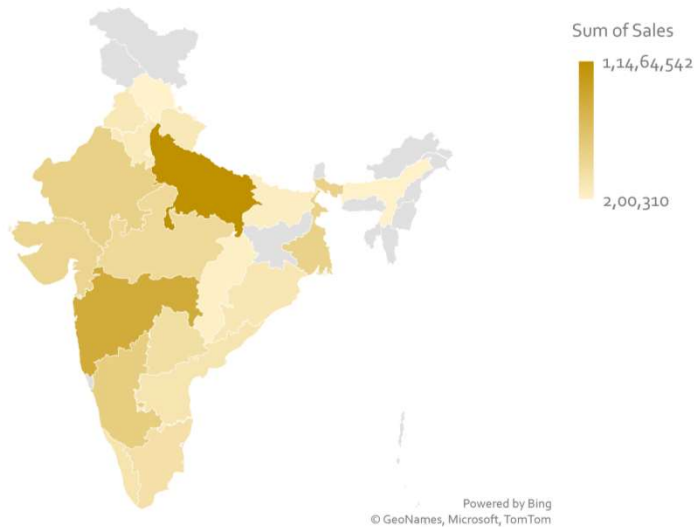 Sum of Sales
1,14,64,542
2,00,310
Powered by Bing
© GeoNames, Microsoft, TomTom